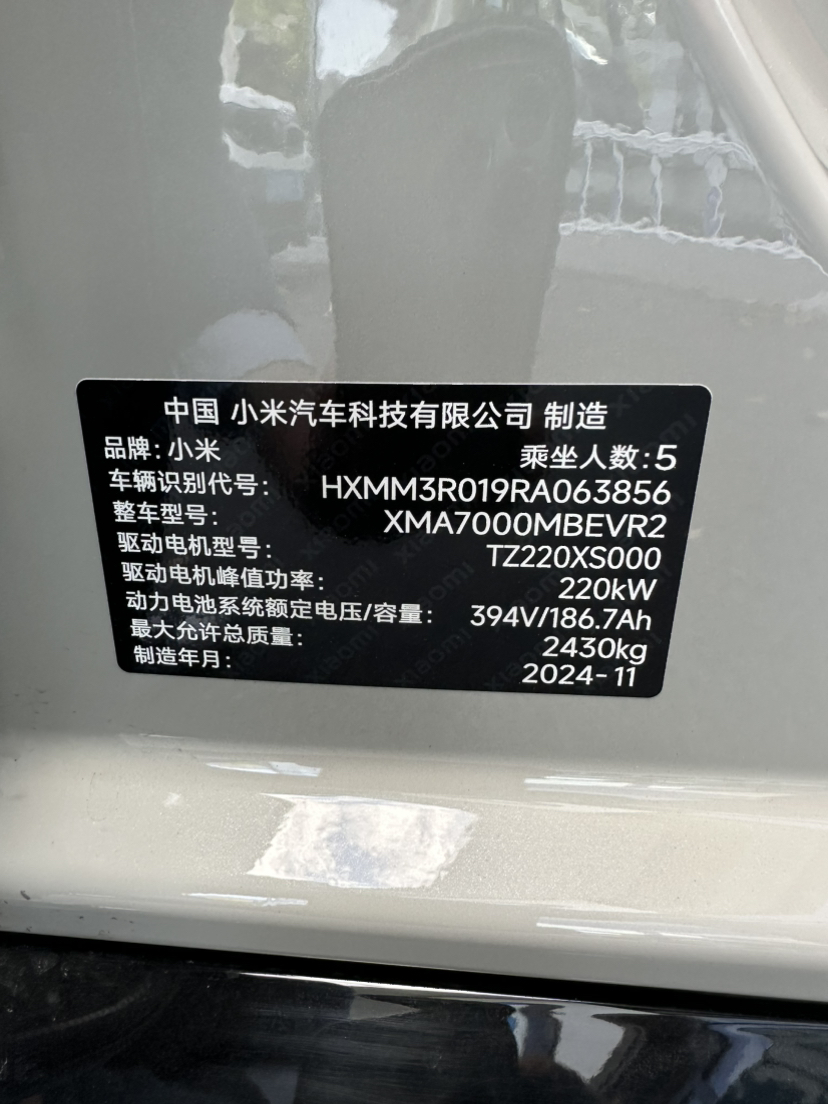 中国 小米汽车科技有限公司 制造
品牌: 小米 乘坐人数: 5
车辆识别代号: HXMM3R019RA063856
整车型号: XMA7000MBEVR2
驱动电机型号: TZ220XS000
驱动电机峰值功率: 220kW
动力电池系统额定电压/容量: 394V/186.7Ah
最大允许总质量: 2430kg
制造年月: 2024-11